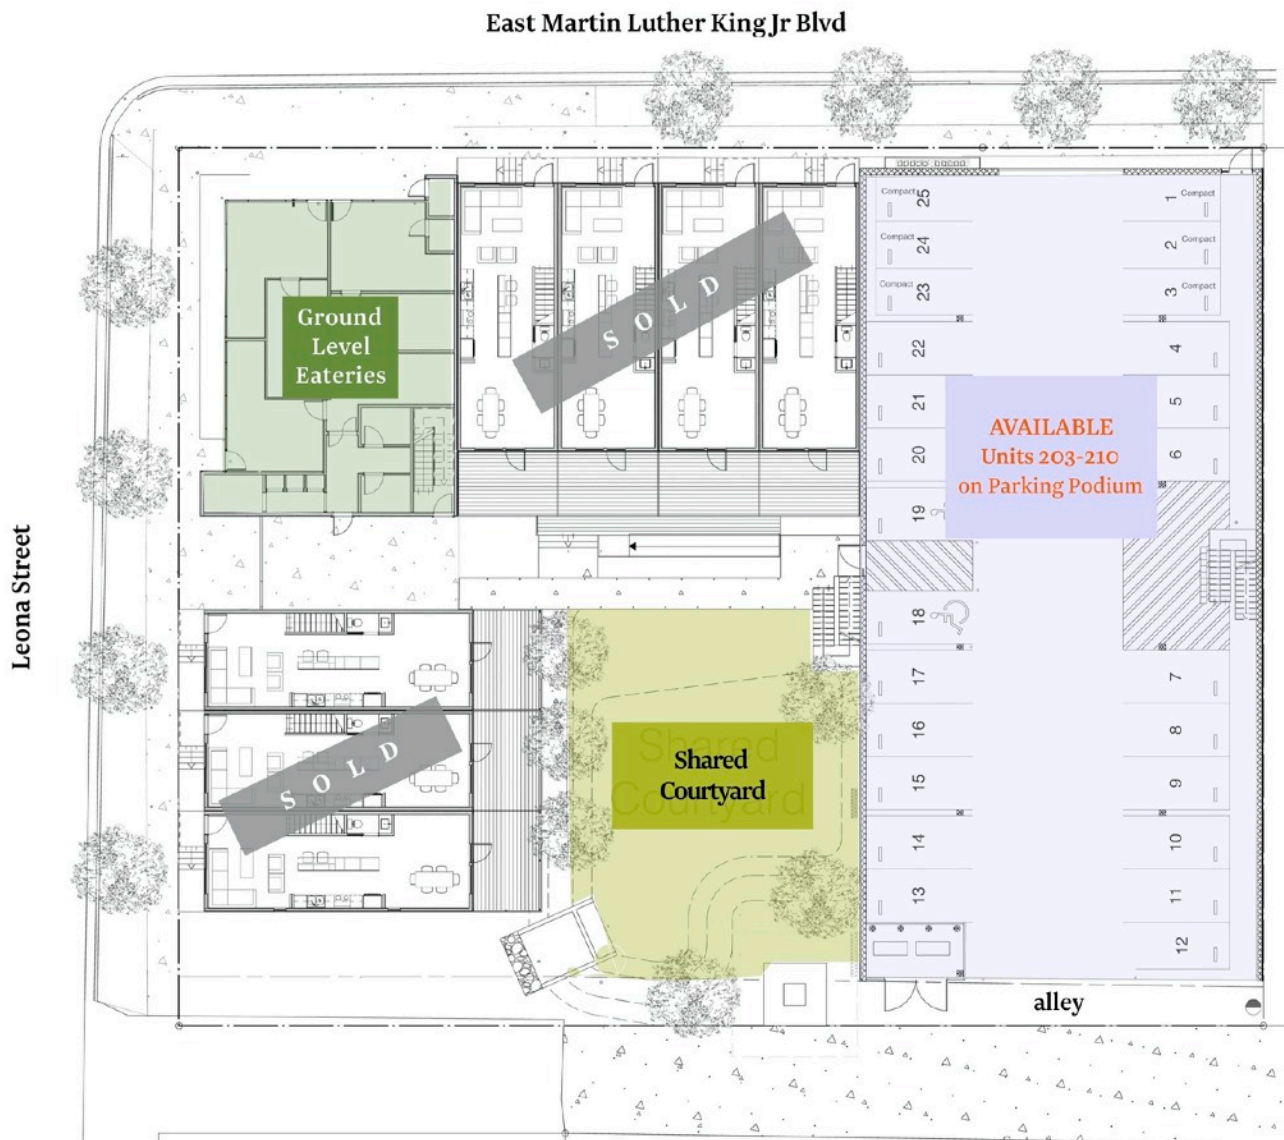 East Martin Luther King Jr Blvd
Leona Street
Ground
Level
Eateries
S O L D
Compact 25
Compact 24
Compact 23
22
21
20
19
18
17
16
15
14
13
1 Compact
2 Compact
3 Compact
4
5
6
7
8
9
10
11
12
AVAILABLE
Units 203-210
on Parking Podium
S O L D
Shared
Courtyard
Shared
Courtyard
alley